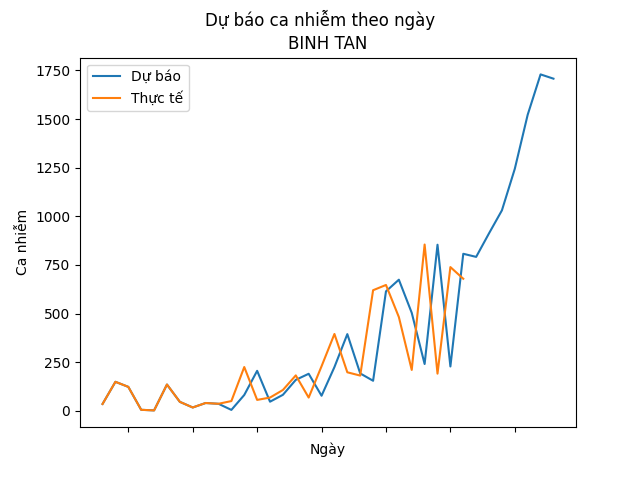 Dự báo ca nhiễm theo ngày
BINH TAN
Dự báo
Thực tế
1750
1500
1250
1000
750
500
250
0
Ca nhiễm
Ngày